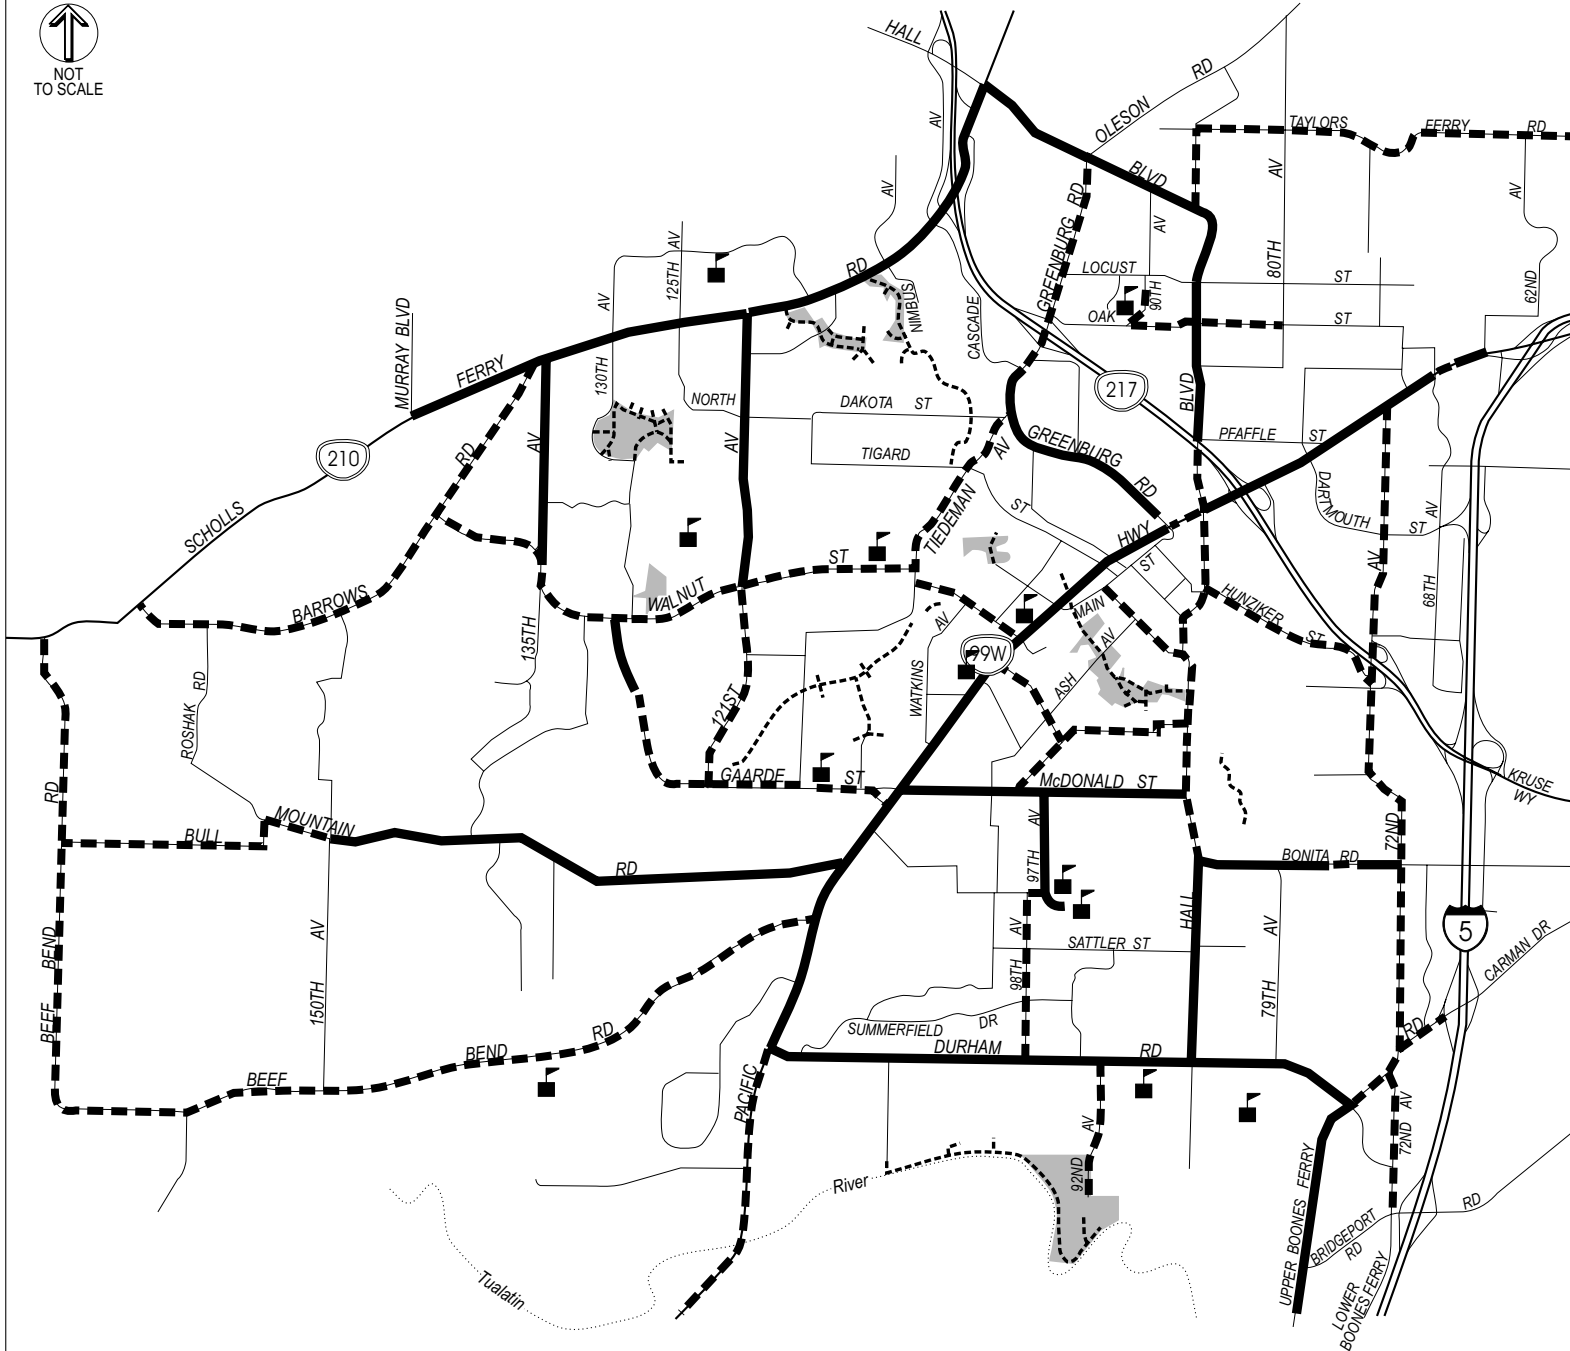 NOT
TO SCALE
HALL
AV
OLESON RD
TAYLORS FERRY RD
BLVD
AV
AV
AV
AV
GREENBURG RD
80TH
LOCUST ST
62ND
OAK ST
90TH
125TH AV
130TH AV
RD
NIMBUS
CASCADE
MURRAY BLVD
FERRY
217
BLVD
NORTH DAKOTA ST
TIGARD ST
AV
AV
RD
210
GREENBURG RD
PFAFFLE ST
AV
TIEDEMAN
DARTMOUTH ST
AV
68TH
SCHOLLS
HWY
ST
WALNUT ST
BARROWS
MAIN
HUNZIKER ST
AV
135TH
AV
99W
AV
ASH
WATKINS
ROSHAK RD
121ST
GAARDE ST
McDONALD ST
KRUSE
WY
RD
BULL MOUNTAIN RD
AV
97TH
72ND
BONITA RD
HALL
AV
SATTLER ST
AV
79TH
98TH
5
CARMAN DR
BEND
BEEF
AV
150TH
SUMMERFIELD DR
DURHAM RD
RD
BEEF BEND RD
PACIFIC
AV
92ND
AV
72ND
River
Tualatin
UPPER BOONES FERRY
BRIDGEPORT RD
RD
LOWER
BOONES FERRY